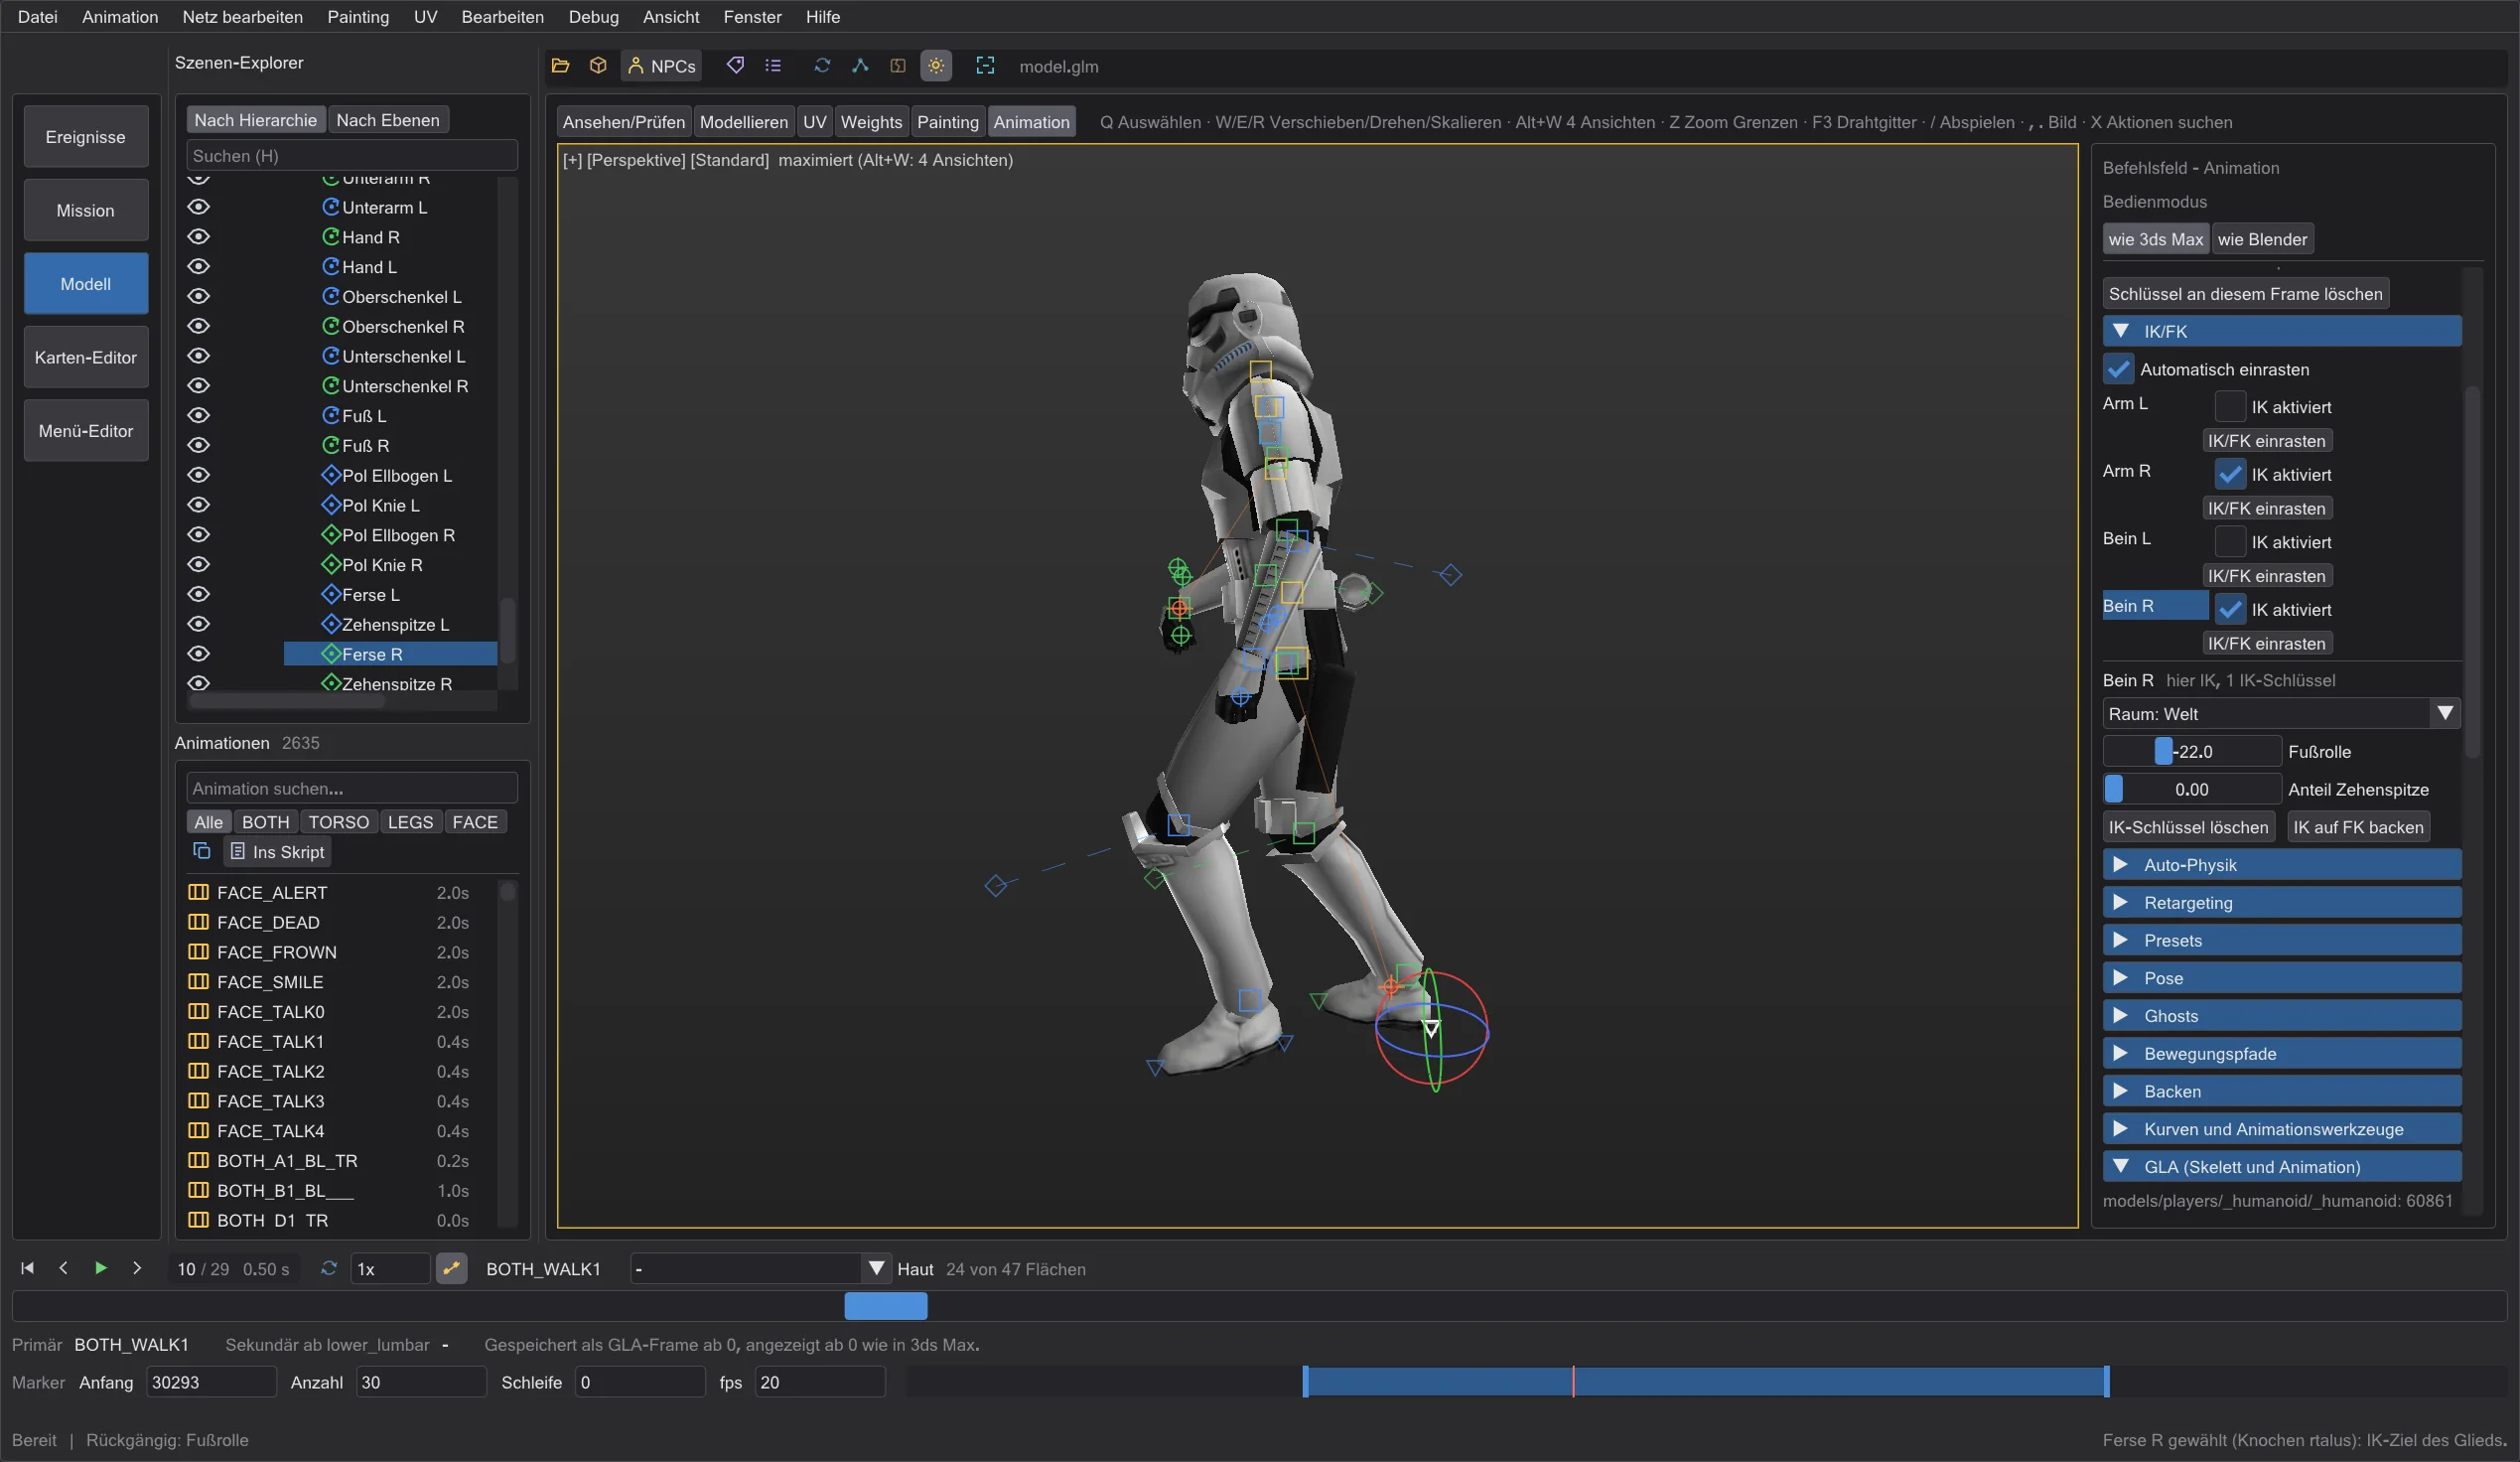 Datei Animation Netz bearbeiten Painting UV Bearbeiten Debug Ansicht Fenster Hilfe
Szenen-Explorer
NPCs model.glm
Ereignisse
Mission
Modell
Karten-Editor
Menü-Editor
Nach Hierarchie Nach Ebenen
Suchen (H)
Unterarm R
Unterarm L
Hand R
Hand L
Oberschenkel L
Oberschenkel R
Unterschenkel L
Unterschenkel R
Fuß L
Fuß R
Pol Ellbogen L
Pol Knie L
Pol Ellbogen R
Pol Knie R
Ferse L
Zehenspitze L
Ferse R
Zehenspitze R
Animationen 2635
Animation suchen...
Alle BOTH TORSO LEGS FACE
Ins Skript
FACE_ALERT 2.0s
FACE_DEAD 2.0s
FACE_FROWN 2.0s
FACE_SMILE 2.0s
FACE_TALK0 2.0s
FACE_TALK1 0.4s
FACE_TALK2 0.4s
FACE_TALK3 0.4s
FACE_TALK4 0.4s
BOTH_A1_BL_TR 0.2s
BOTH_B1_BL___ 1.0s
BOTH_D1_TR 0.0s
Ansehen/Prüfen Modellieren UV Weights Painting Animation Q Auswählen · W/E/R Verschieben/Drehen/Skalieren · Alt+W 4 Ansichten · Z Zoom Grenzen · F3 Drahtgitter · / Abspielen · , . Bild · X Aktionen suchen
[+] [Perspektive] [Standard] maximiert (Alt+W: 4 Ansichten)
Befehlsfeld - Animation
Bedienmodus
wie 3ds Max wie Blender
Schlüssel an diesem Frame löschen
IK/FK
Automatisch einrasten
Arm L IK aktiviert
IK/FK einrasten
Arm R IK aktiviert
IK/FK einrasten
Bein L IK aktiviert
IK/FK einrasten
Bein R IK aktiviert
IK/FK einrasten
Bein R hier IK, 1 IK-Schlüssel
Raum: Welt
-22.0 Fußrolle
0.00 Anteil Zehenspitze
IK-Schlüssel löschen IK auf FK backen
Auto-Physik
Retargeting
Presets
Pose
Ghosts
Bewegungspfade
Backen
Kurven und Animationswerkzeuge
GLA (Skelett und Animation)
models/players/_humanoid/_humanoid: 60861
10 / 29 0.50 s 1x BOTH_WALK1 - Haut 24 von 47 Flächen
Primär BOTH_WALK1 Sekundär ab lower_lumbar - Gespeichert als GLA-Frame ab 0, angezeigt ab 0 wie in 3ds Max.
Marker Anfang 30293 Anzahl 30 Schleife 0 fps 20
Bereit | Rückgängig: Fußrolle
Ferse R gewählt (Knochen rtalus): IK-Ziel des Glieds.